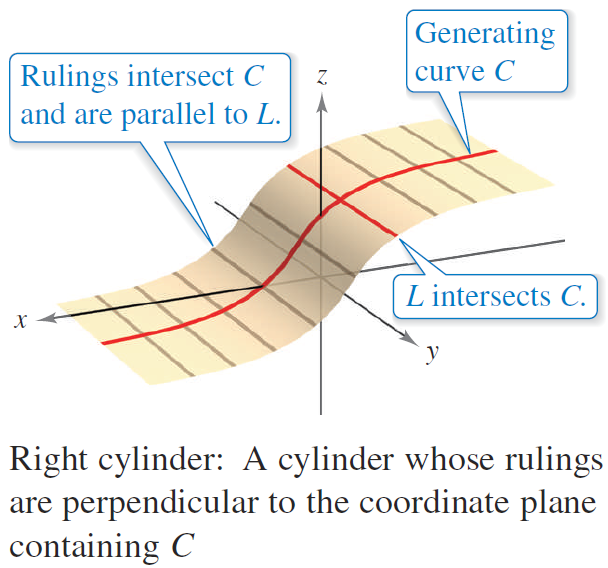 Generating
curve C
Rulings intersect C
and are parallel to L.
z
L intersects C.
x
y
Right cylinder: A cylinder whose rulings
are perpendicular to the coordinate plane
containing C